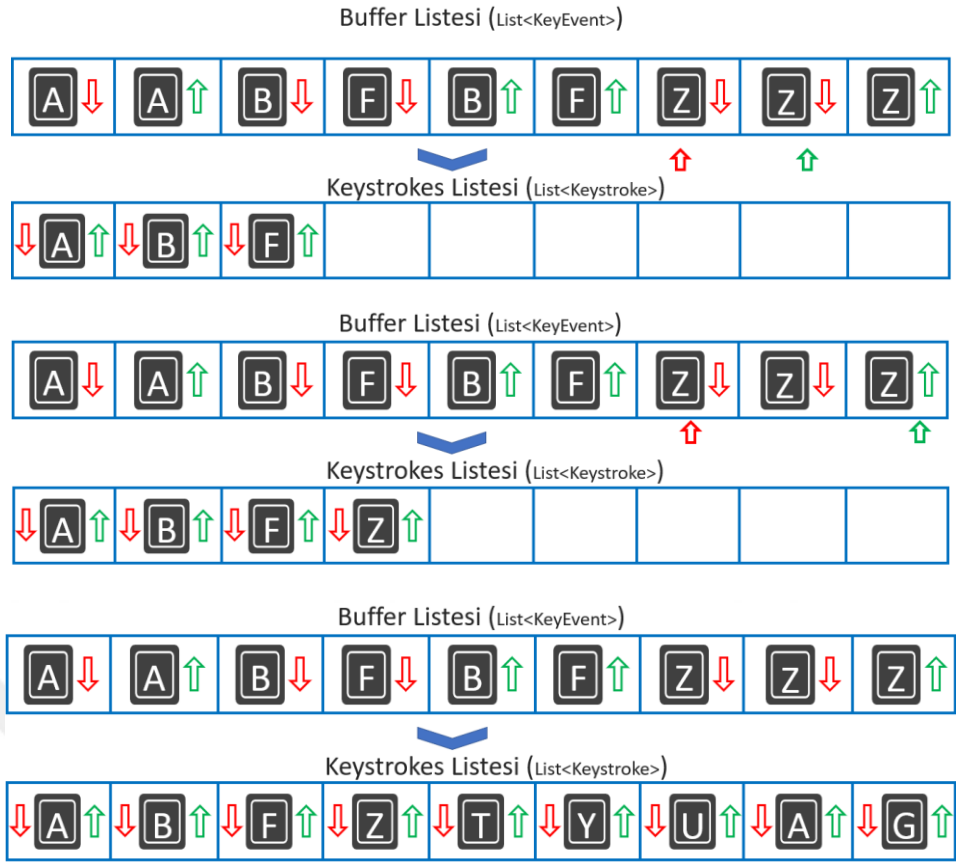 Buffer Listesi (List<KeyEvent>)
A A B F B F Z Z Z
Keystrokes Listesi (List<Keystroke>)
A B F
Buffer Listesi (List<KeyEvent>)
A A B F B F Z Z Z
Keystrokes Listesi (List<Keystroke>)
A B F Z
Buffer Listesi (List<KeyEvent>)
A A B F B F Z Z Z
Keystrokes Listesi (List<Keystroke>)
A B F Z T Y U A G